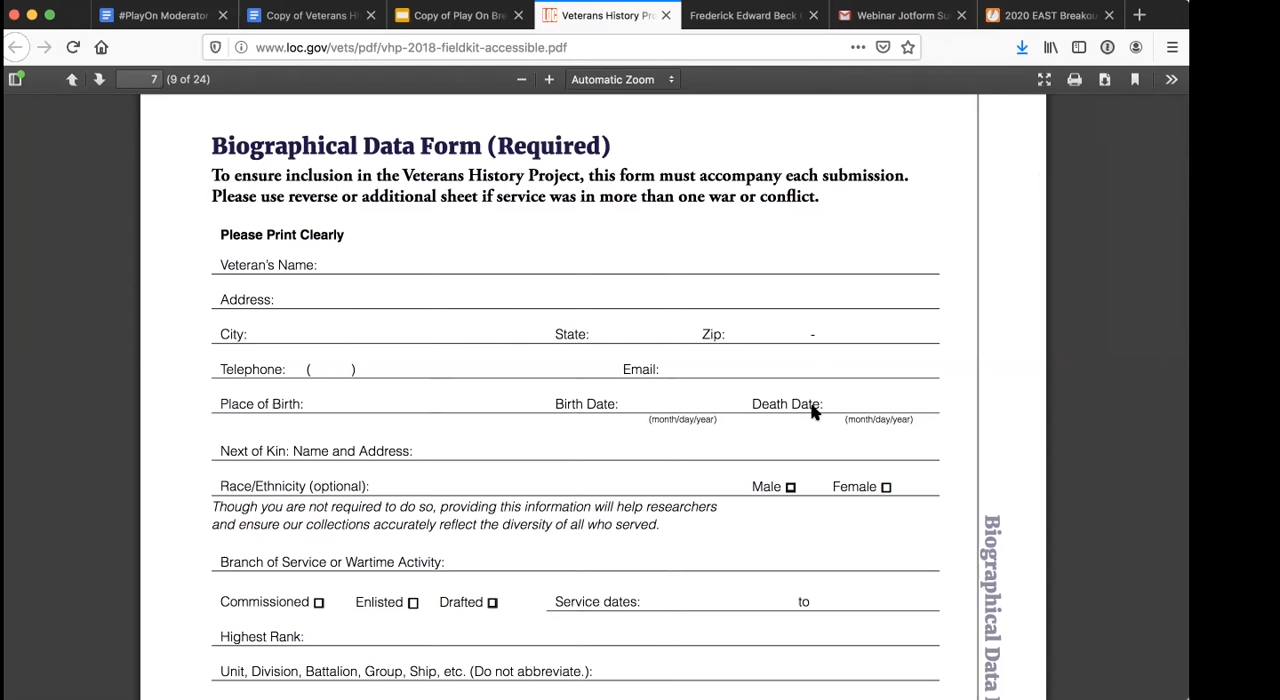 #PlayOn Moderator
Copy of Veterans H
Copy of Play On Bre
Veterans History Pro
Frederick Edward Beck
Webinar Jotform Su
2020 EAST Breakou
www.loc.gov/vets/pdf/vhp-2018-fieldkit-accessible.pdf
7 (9 of 24)
Automatic Zoom
Biographical Data Form (Required)
To ensure inclusion in the Veterans History Project, this form must accompany each submission.
Please use reverse or additional sheet if service was in more than one war or conflict.
Please Print Clearly
Veteran's Name:
Address:
City: State: Zip: -
Telephone: ( ) Email:
Place of Birth: Birth Date: Death Date:
(month/day/year) (month/day/year)
Next of Kin: Name and Address:
Race/Ethnicity (optional): Male Female
Though you are not required to do so, providing this information will help researchers
and ensure our collections accurately reflect the diversity of all who served.
Branch of Service or Wartime Activity:
Commissioned Enlisted Drafted Service dates: to
Highest Rank:
Unit, Division, Battalion, Group, Ship, etc. (Do not abbreviate.):
Biographical Data